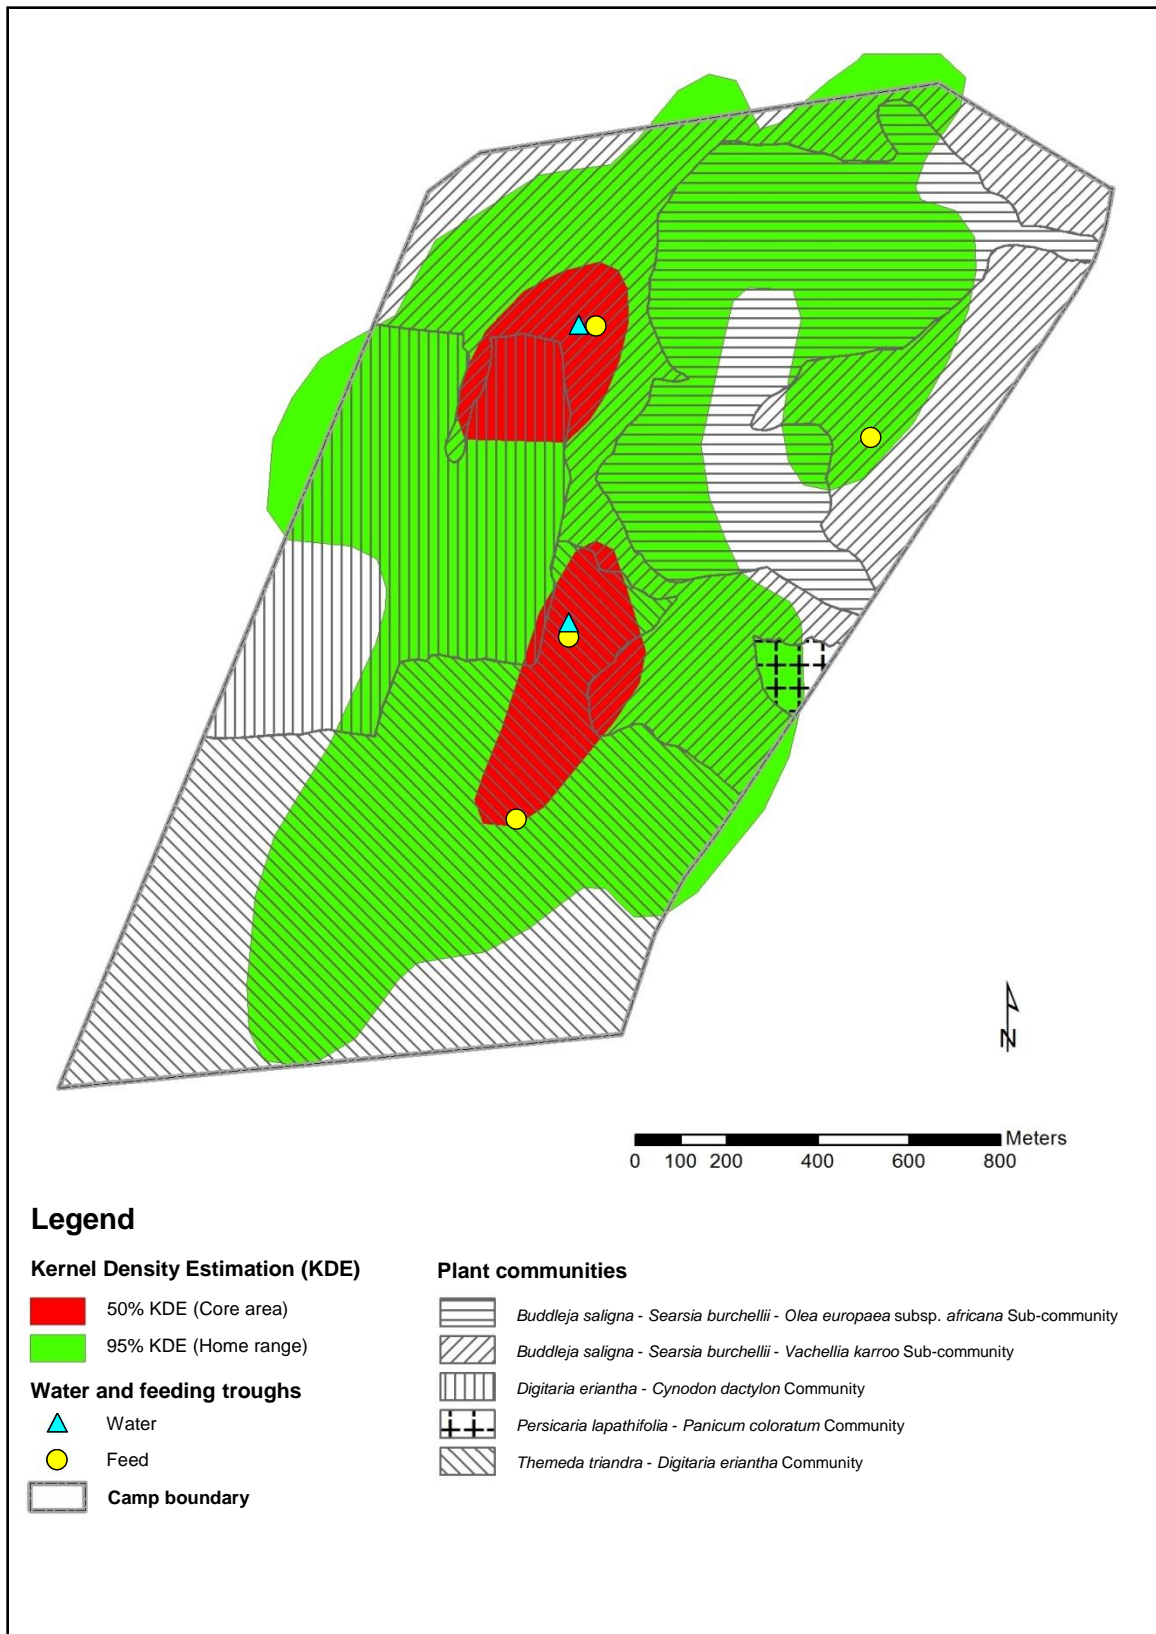 N
Meters
0 100 200 400 600 800
Legend
Kernel Density Estimation (KDE)
50% KDE (Core area)
95% KDE (Home range)
Water and feeding troughs
Water
Feed
Camp boundary
Plant communities
Buddleja saligna - Searsia burchellii - Olea europaea subsp. africana Sub-community
Buddleja saligna - Searsia burchellii - Vachellia karroo Sub-community
Digitaria eriantha - Cynodon dactylon Community
Persicaria lapathifolia - Panicum coloratum Community
Themeda triandra - Digitaria eriantha Community